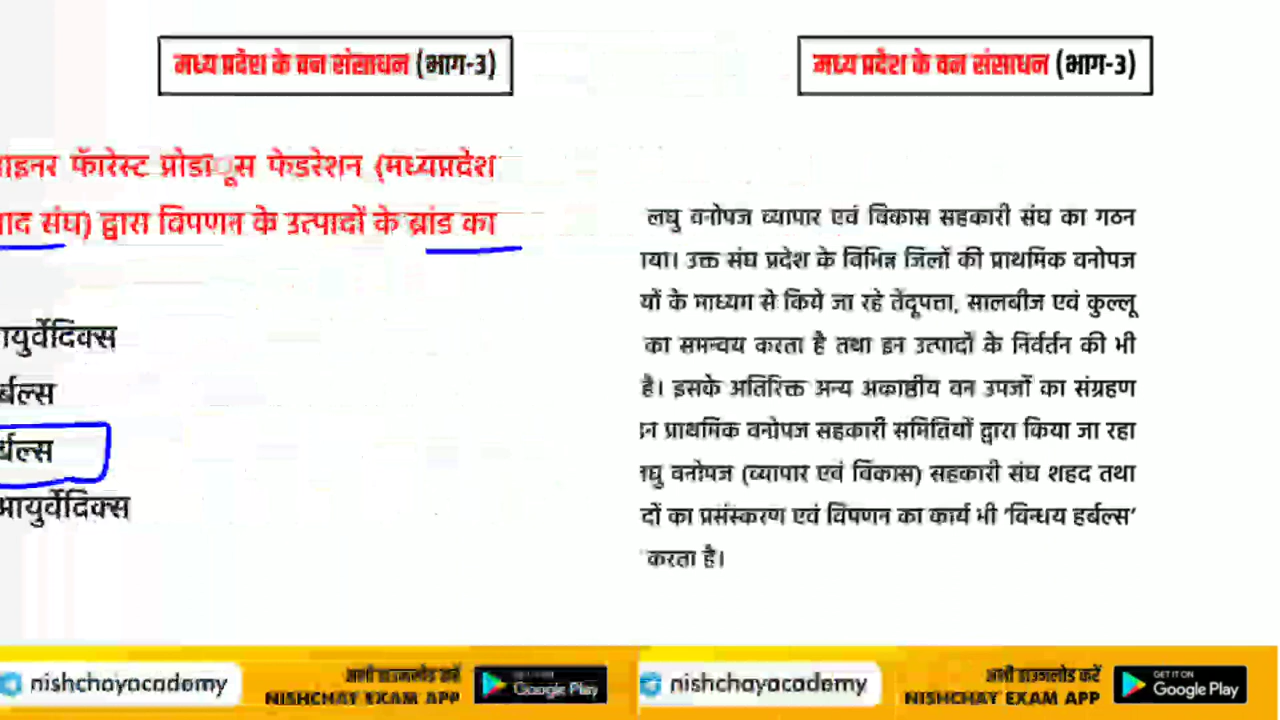 मध्य प्रदेश के वन संसाधन (भाग-3)
फॅारेस्ट फेडरेशन (मध्यप्रदेश
संघ) द्वारा विपणन के उत्पादों के ब्रांड का
आयुर्वेदिक्स
nishchayacademy
अभी डाउनलोड करें
NISHCHAY EXAM APP
Google Play
मध्य प्रदेश के वन संसाधन (भाग-3)
लघु वनोपज व्यापार एवं विकास सहकारी संघ का गठन
उक्त संघ प्रदेश के विभिन्न जिलों की प्राथमिक वनोपज
के माध्यम से किये जा रहे तेंदूपत्ता, सालबीज एवं कुल्लू
का समन्वय करता है तथा इन उत्पादों के निर्वर्तन की भी
है। इसके अतिरिक्त अन्य अकाष्ठीय वन उपजों का संग्रहण
प्राथमिक वनोपज सहकारी समितियों द्वारा किया जा रहा
वनोपज (व्यापार एवं विकास) सहकारी संघ शहद तथा
का प्रसंस्करण एवं विपणन का कार्य भी ‘विन्धय हर्बल्स’
करता है।
nishchayacademy
अभी डाउनलोड करें
NISHCHAY EXAM APP
GET IT ON
Google Play